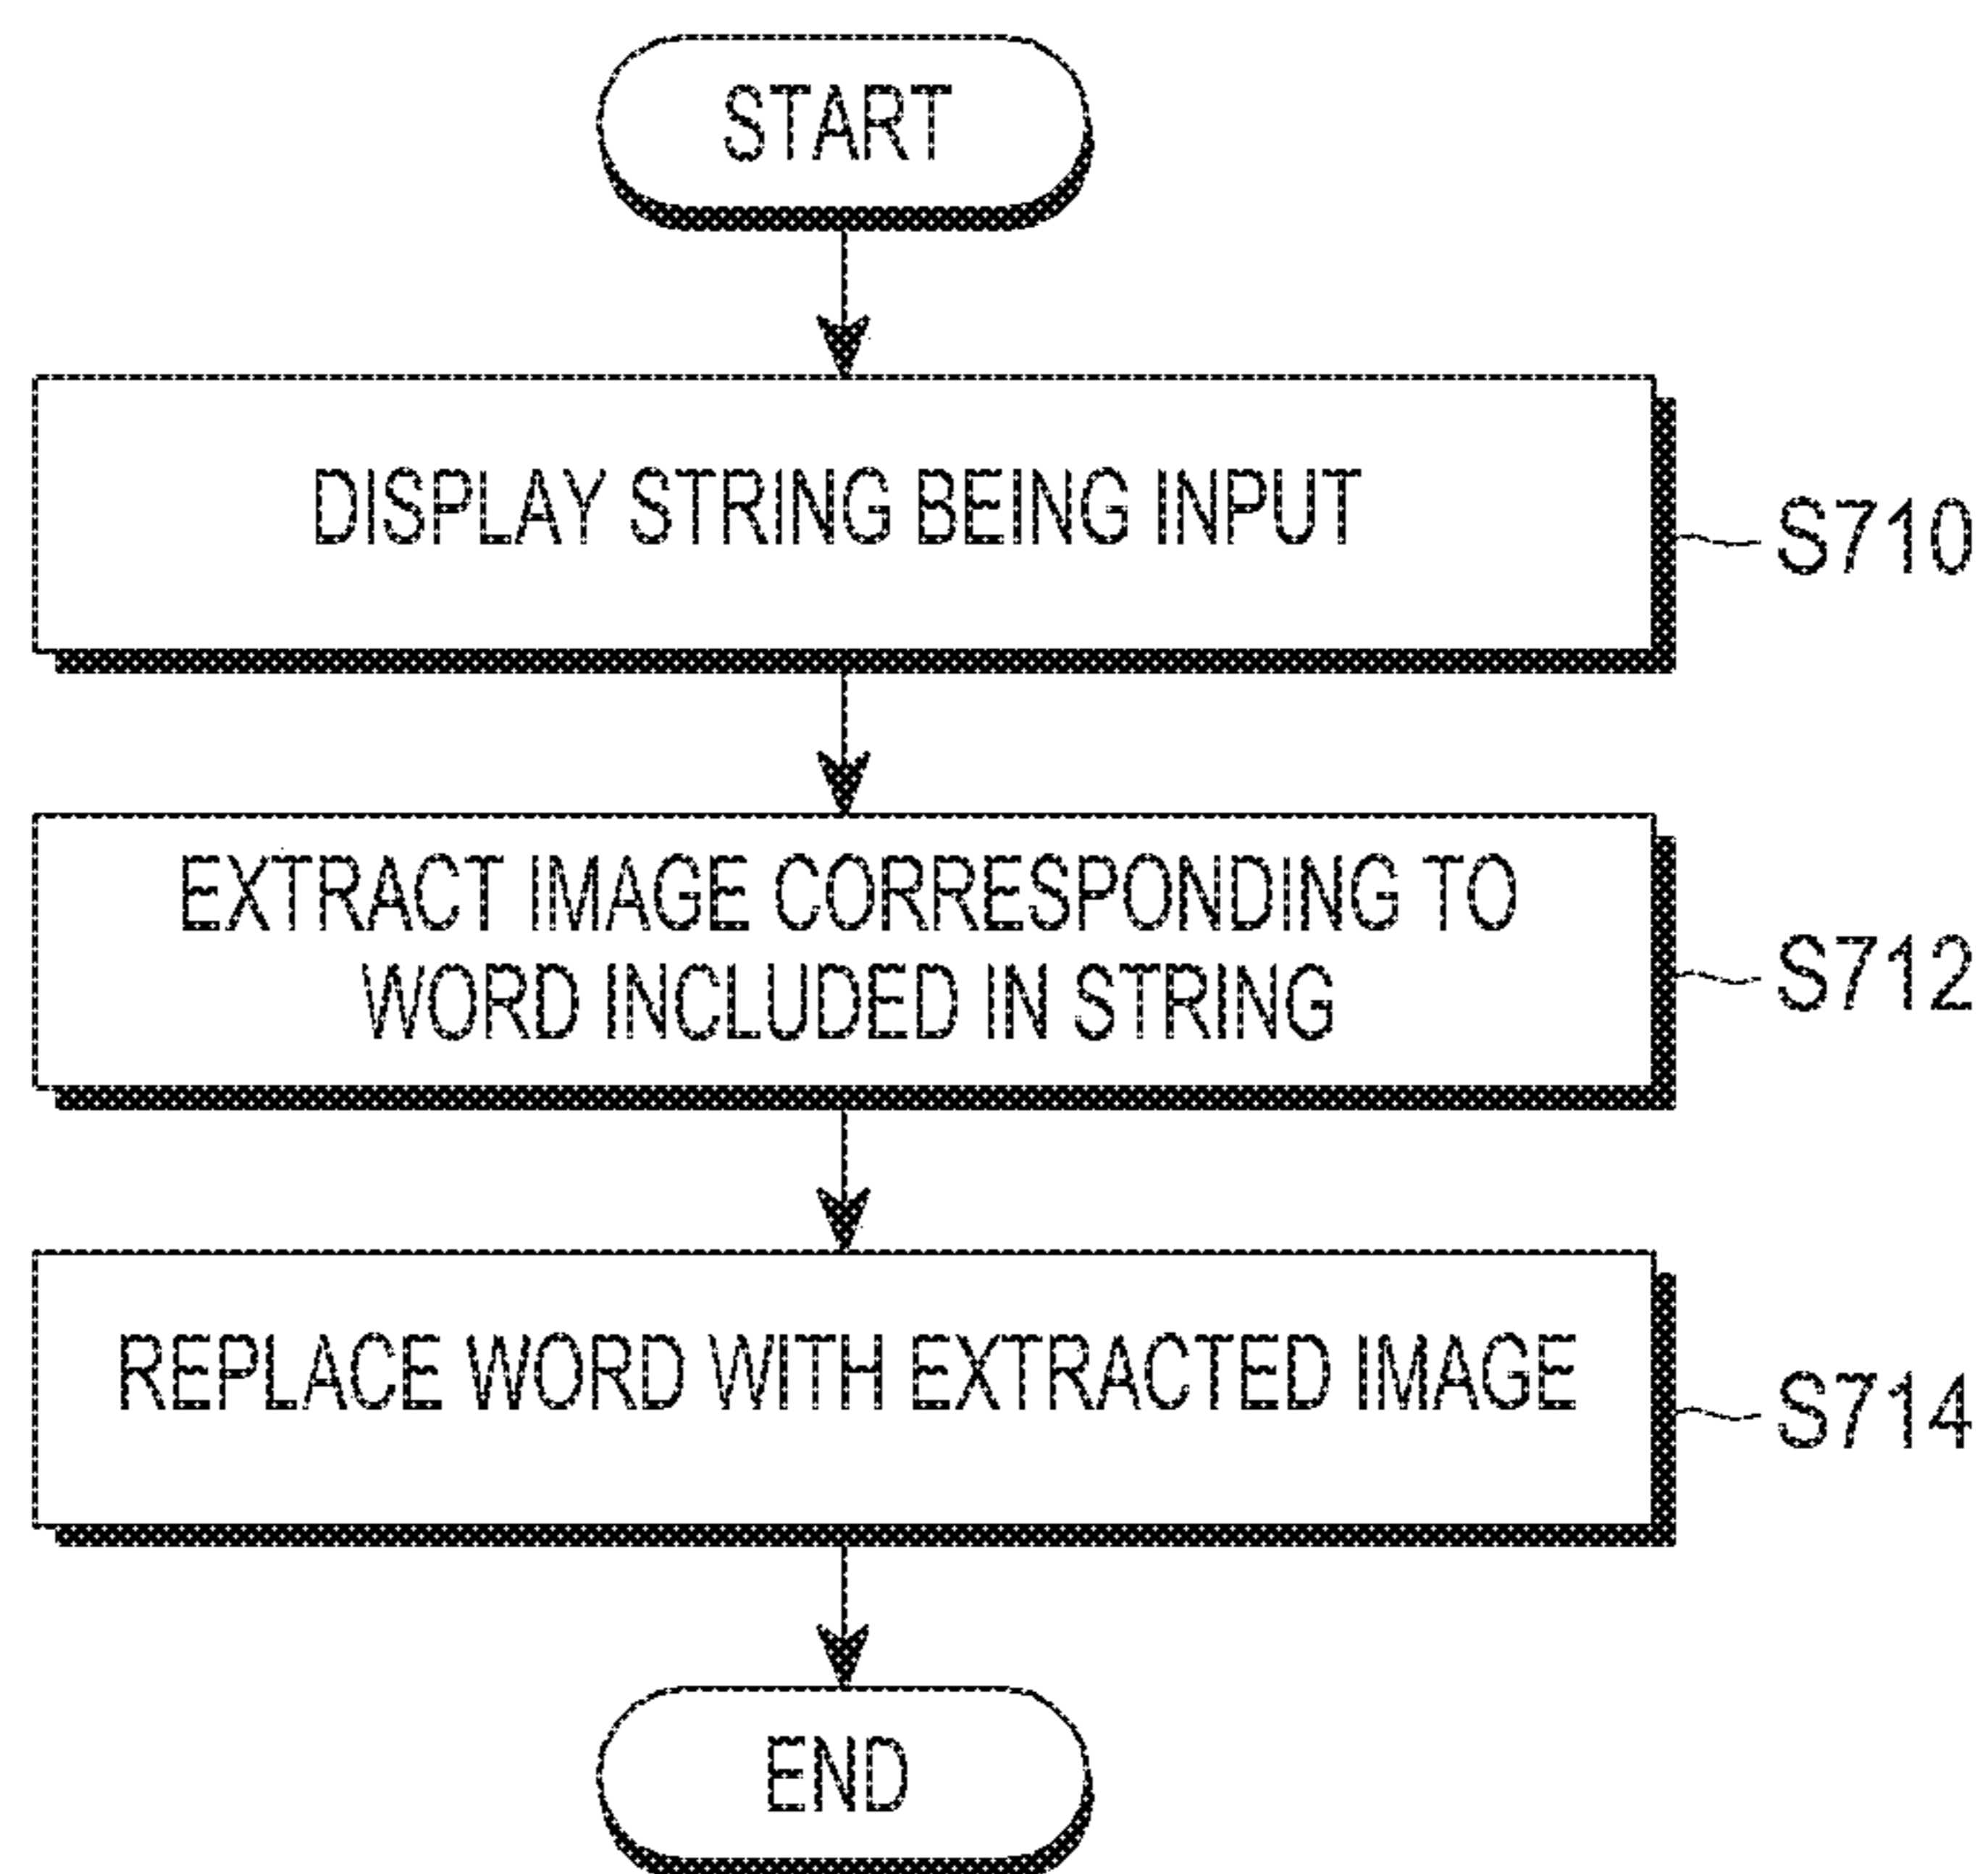 START
DISPLAY STRING BEING INPUT
S710
EXTRACT IMAGE CORRESPONDING TO
WORD INCLUDED IN STRING
S712
REPLACE WORD WITH EXTRACTED IMAGE
S714
END